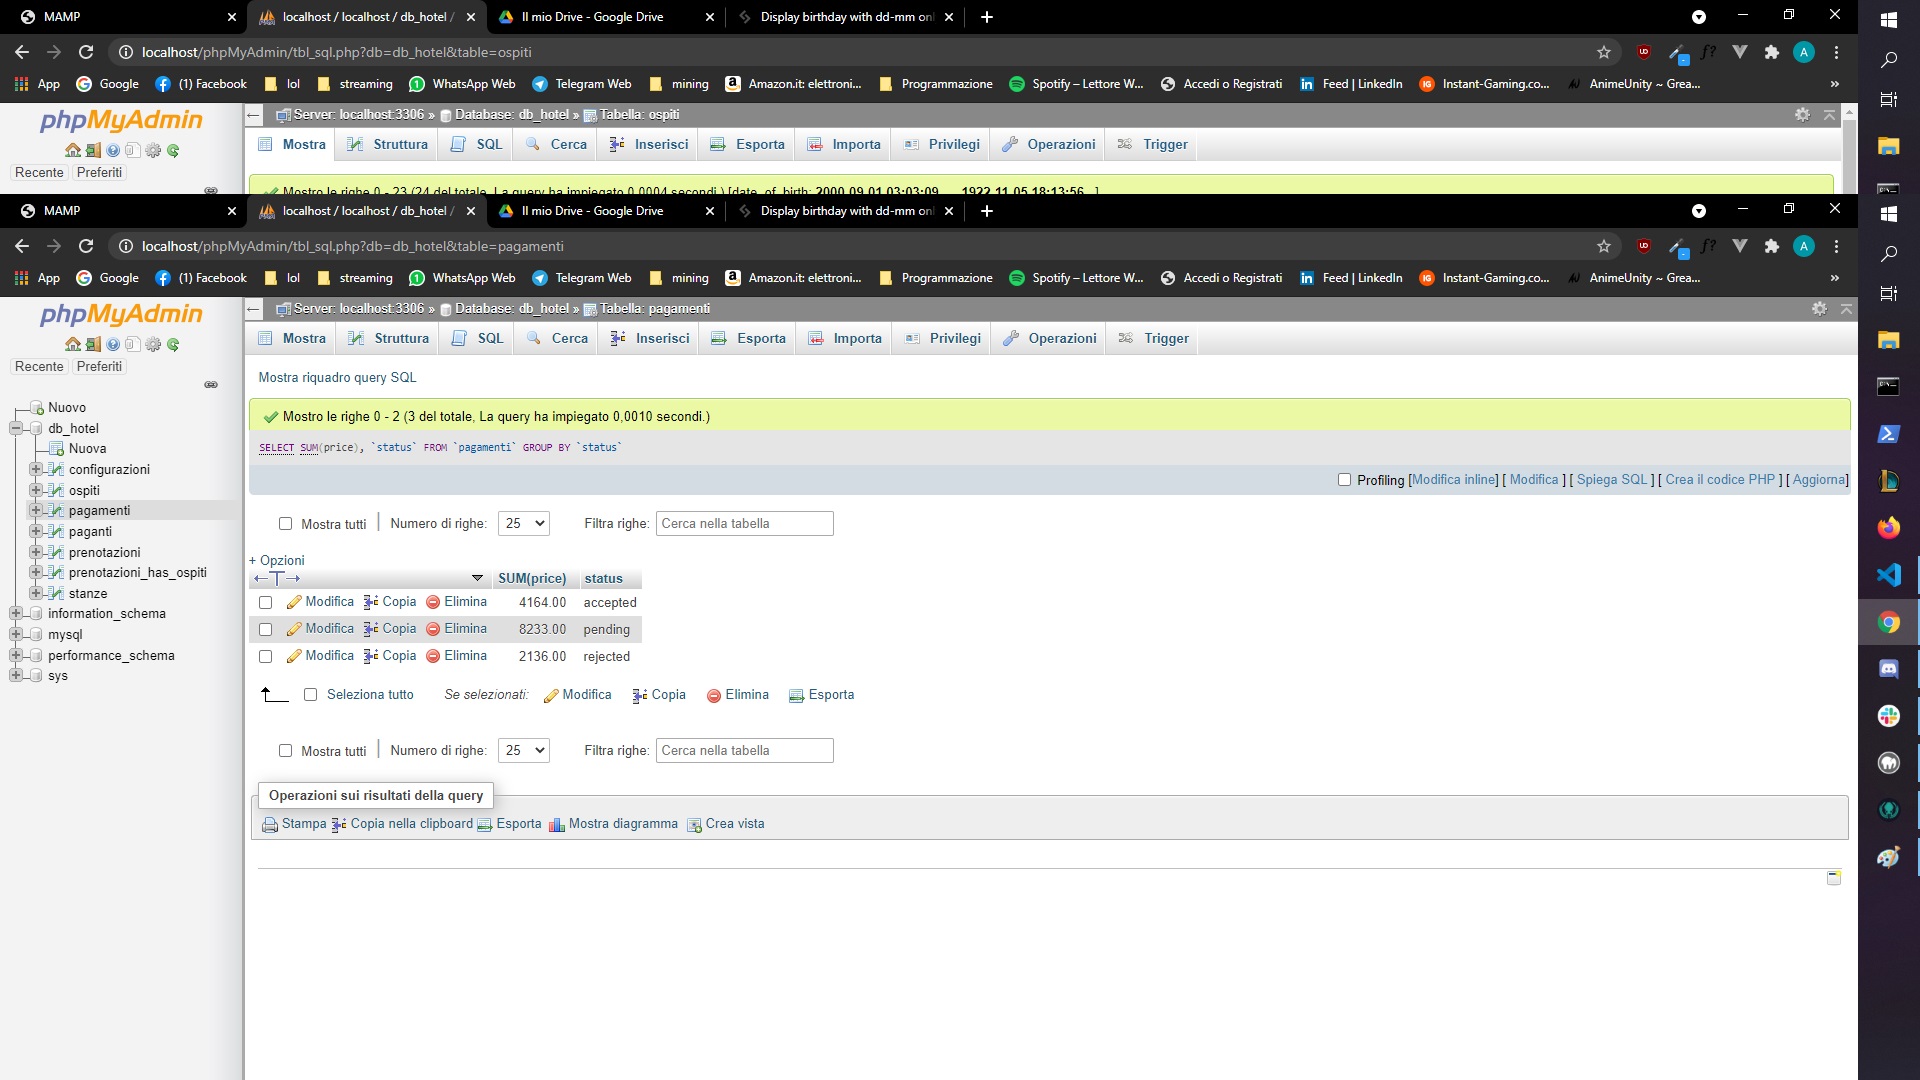 MAMP
localhost / localhost / db_hotel /
Il mio Drive - Google Drive
Display birthday with dd-mm onl
localhost/phpMyAdmin/tbl_sql.php?db=db_hotel&table=ospiti
App
Google
(1) Facebook
lol
streaming
WhatsApp Web
Telegram Web
mining
Amazon.it: elettroni...
Programmazione
Spotify – Lettore W...
Accedi o Registrati
Feed | LinkedIn
Instant-Gaming.co...
AnimeUnity ~ Grea...
»
phpMyAdmin
Recente Preferiti
Server: localhost:3306 » Database: db_hotel » Tabella: ospiti
Mostra Struttura SQL Cerca Inserisci Esporta Importa Privilegi Operazioni Trigger
Mostro le righe 0 - 23 (24 del totale, La query ha impiegato 0,0004 secondi.) [date_of_birth: 2000.09.01 03:03:09... - 1922.11.05 18:13:56...]
MAMP
localhost / localhost / db_hotel /
Il mio Drive - Google Drive
Display birthday with dd-mm onl
localhost/phpMyAdmin/tbl_sql.php?db=db_hotel&table=pagamenti
App
Google
(1) Facebook
lol
streaming
WhatsApp Web
Telegram Web
mining
Amazon.it: elettroni...
Programmazione
Spotify – Lettore W...
Accedi o Registrati
Feed | LinkedIn
Instant-Gaming.co...
AnimeUnity ~ Grea...
»
phpMyAdmin
Recente Preferiti
Nuovo
db_hotel
Nuova
configurazioni
ospiti
pagamenti
paganti
prenotazioni
prenotazioni_has_ospiti
stanze
information_schema
mysql
performance_schema
sys
Server: localhost:3306 » Database: db_hotel » Tabella: pagamenti
Mostra Struttura SQL Cerca Inserisci Esporta Importa Privilegi Operazioni Trigger
Mostra riquadro query SQL
Mostro le righe 0 - 2 (3 del totale, La query ha impiegato 0,0010 secondi.)
SELECT SUM(price), `status` FROM `pagamenti` GROUP BY `status`
Profiling [Modifica inline] [ Modifica ] [ Spiega SQL ] [ Crea il codice PHP ] [ Aggiorna]
Mostra tutti | Numero di righe: 25 Filtra righe: Cerca nella tabella
+ Opzioni
←T→ SUM(price) status
Modifica Copia Elimina 4164.00 accepted
Modifica Copia Elimina 8233.00 pending
Modifica Copia Elimina 2136.00 rejected
Seleziona tutto Se selezionati: Modifica Copia Elimina Esporta
Mostra tutti | Numero di righe: 25 Filtra righe: Cerca nella tabella
Operazioni sui risultati della query
Stampa Copia nella clipboard Esporta Mostra diagramma Crea vista